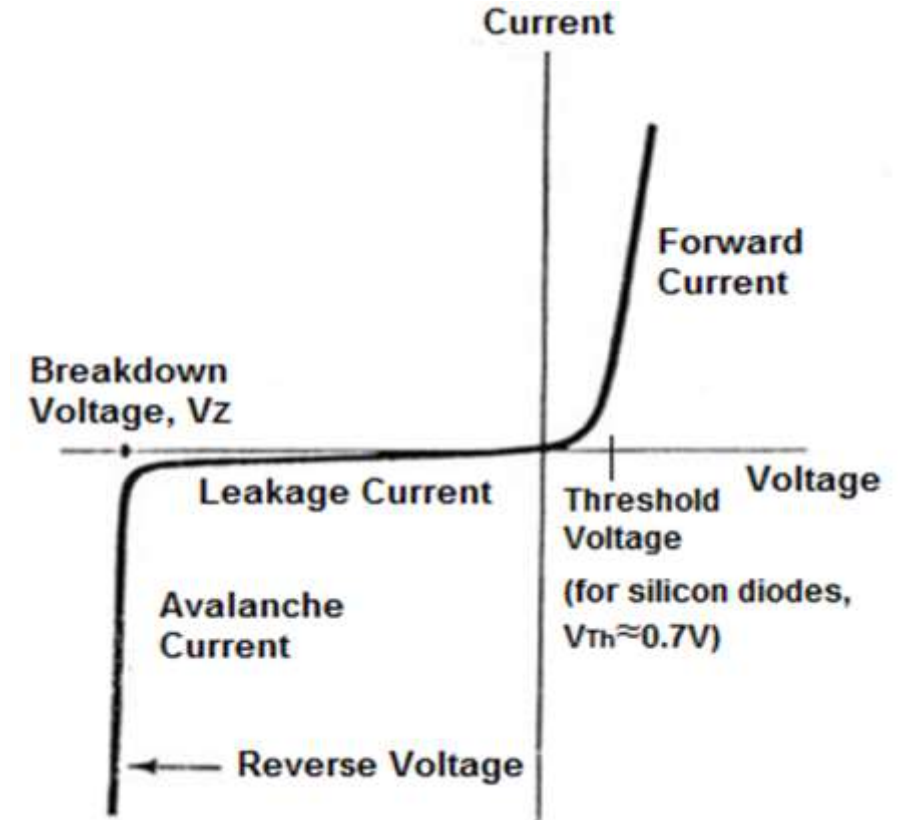 Current
Forward
Current
Breakdown
Voltage, Vz
Leakage Current
Voltage
Threshold
Voltage
(for silicon diodes,
VTh≈0.7V)
Avalanche
Current
Reverse Voltage